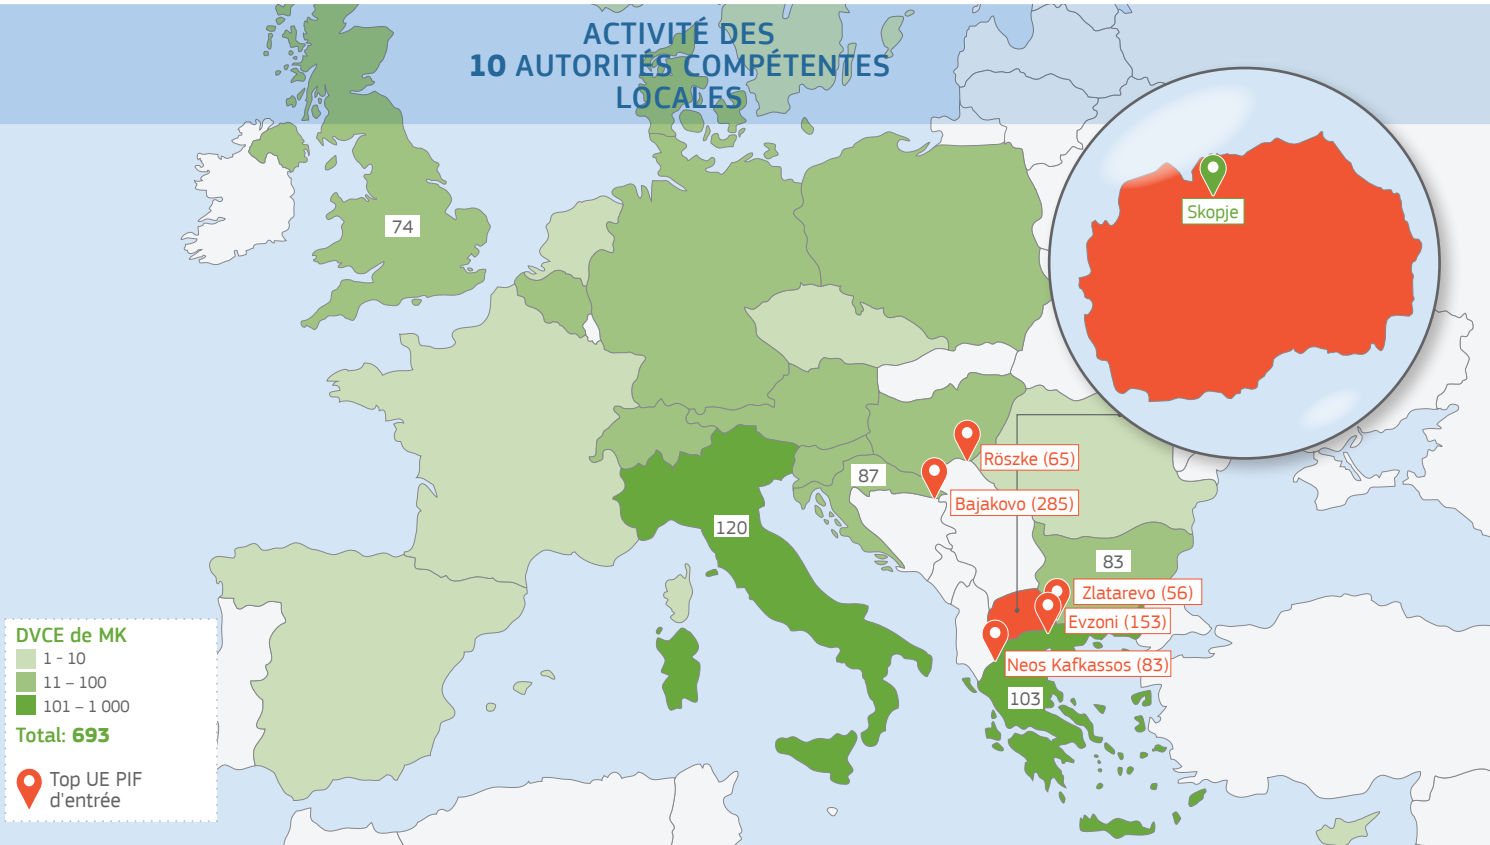 ACTIVITÉ DES
10 AUTORITÉS COMPÉTENTES
LOCALES
Skopje
74
Röszke (65)
87
Bajakovo (285)
120
83
Zlatarevo (56)
Evzoni (153)
Neos Kafkassos (83)
103
DVCE de MK
1 - 10
11 – 100
101 – 1 000
Total: 693
Top UE PIF
d'entrée